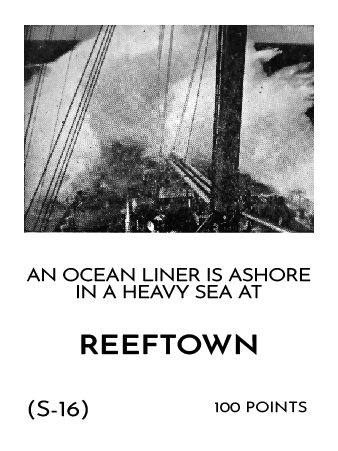 AN OCEAN LINER IS ASHORE
IN A HEAVY SEA AT
REEFTOWN
(S-16)
100 POINTS